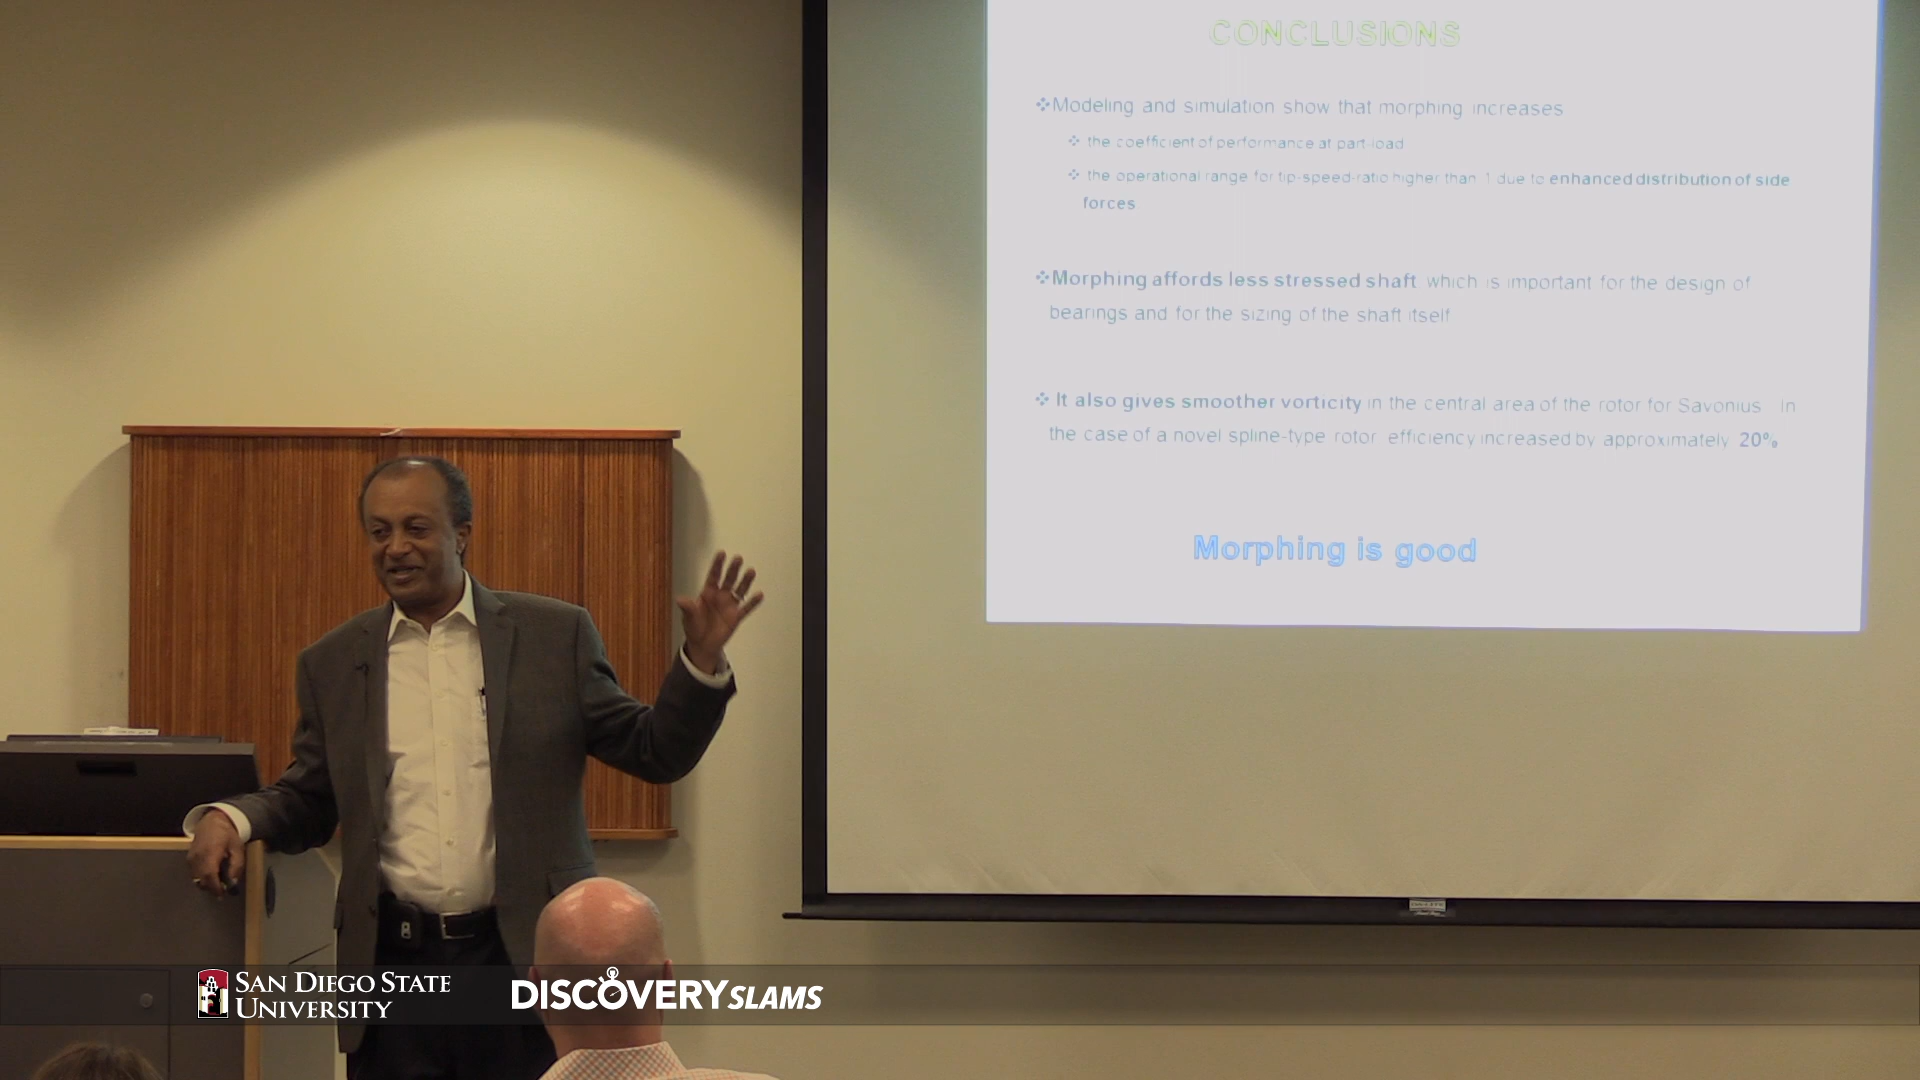 CONCLUSIONS
❖Modeling and simulation show that morphing increases
❖ the coefficient of performance at part-load
❖ the operational range for tip-speed-ratio higher than 1 due to enhanced distribution of side
forces
❖Morphing affords less stressed shaft which is important for the design of
bearings and for the sizing of the shaft itself
❖ It also gives smoother vorticity in the central area of the rotor for Savonius In
the case of a novel spline-type rotor efficiency increased by approximately 20%
Morphing is good
SAN DIEGO STATE
UNIVERSITY
DISCOVERY SLAMS